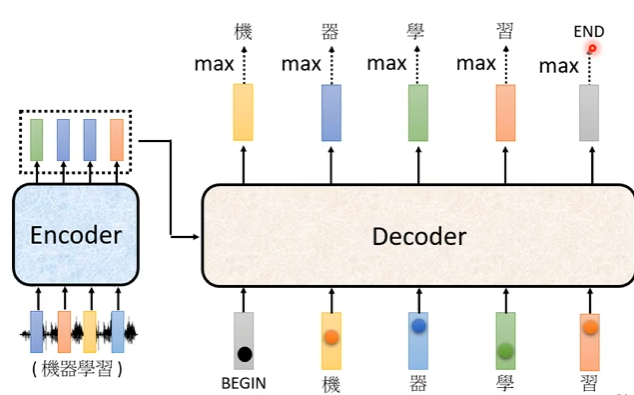 機 器 學 習 END
max max max max max
Encoder
Decoder
(機器學習)
BEGIN 機 器 學 習